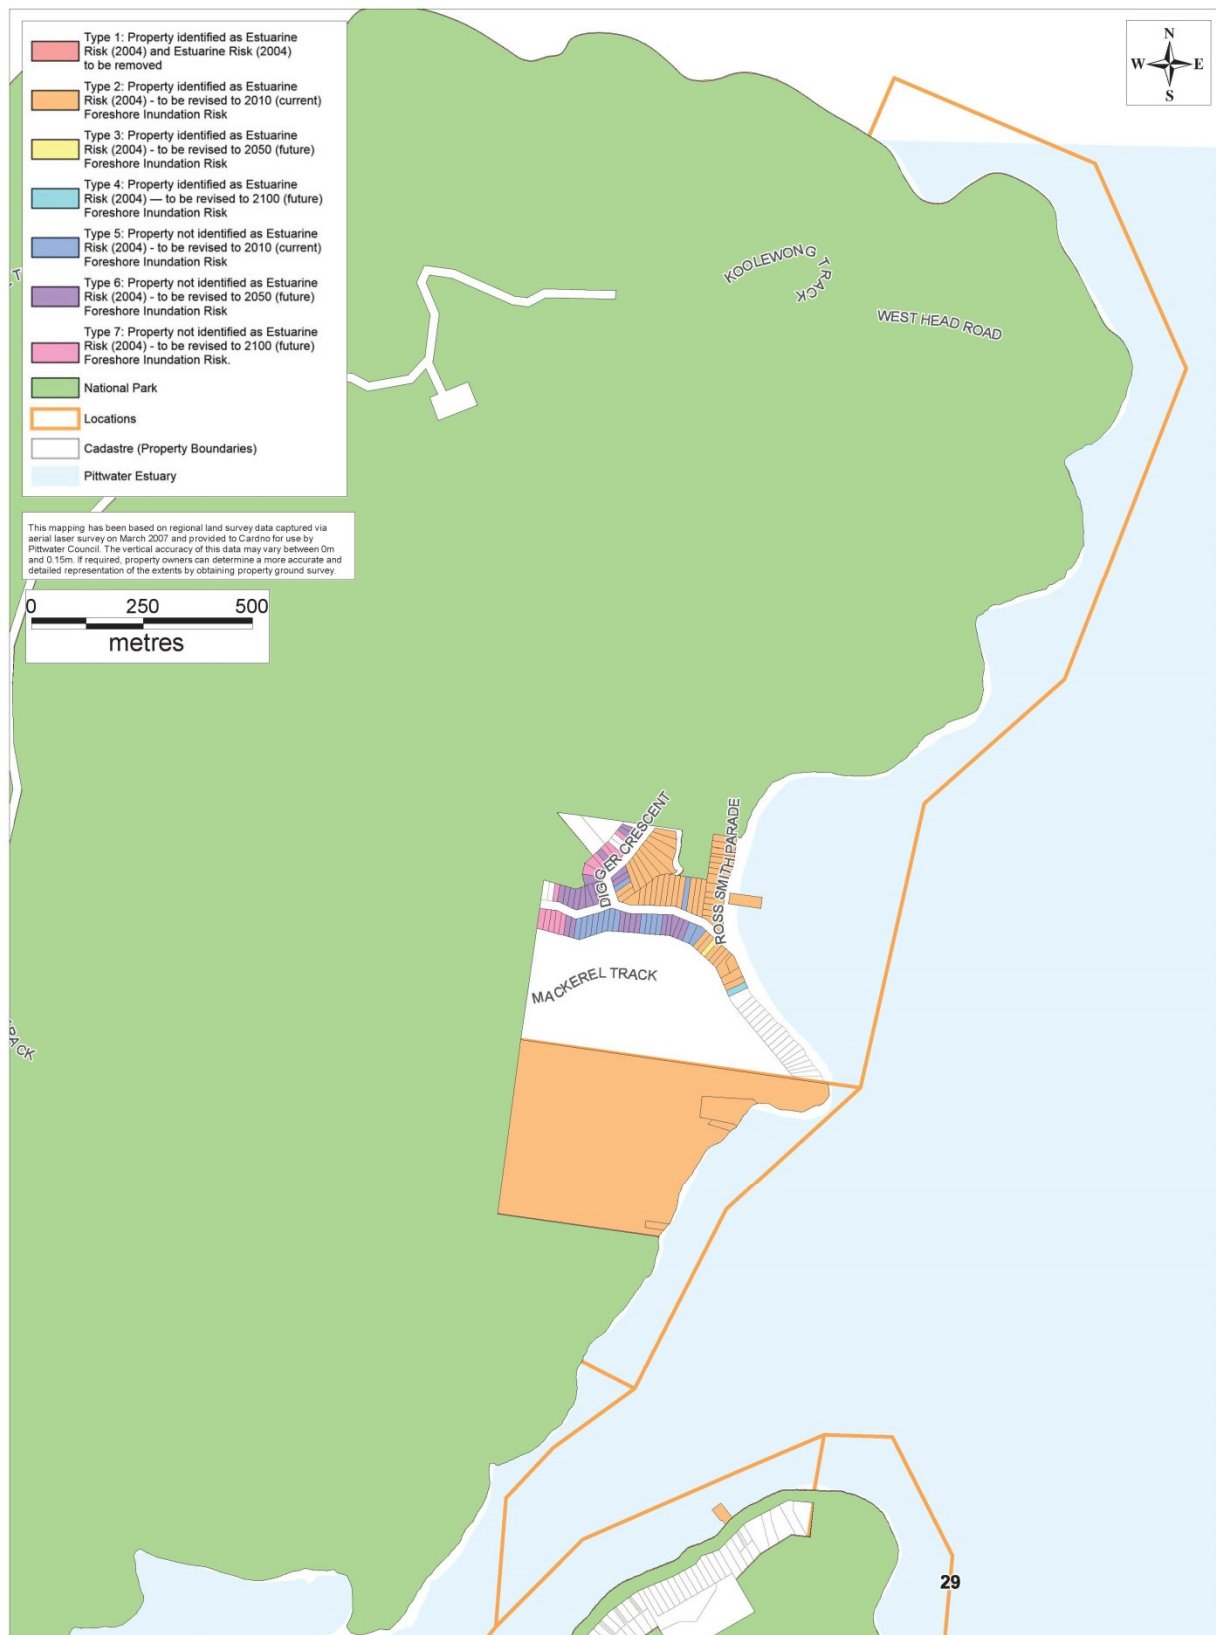 Type 1: Property identified as Estuarine
Risk (2004) and Estuarine Risk (2004)
to be removed
Type 2: Property identified as Estuarine
Risk (2004) - to be revised to 2010 (current)
Foreshore Inundation Risk
Type 3: Property identified as Estuarine
Risk (2004) - to be revised to 2050 (future)
Foreshore Inundation Risk
Type 4: Property identified as Estuarine
Risk (2004) — to be revised to 2100 (future)
Foreshore Inundation Risk
Type 5: Property not identified as Estuarine
Risk (2004) - to be revised to 2010 (current)
Foreshore Inundation Risk
Type 6: Property not identified as Estuarine
Risk (2004) - to be revised to 2050 (future)
Foreshore Inundation Risk
Type 7: Property not identified as Estuarine
Risk (2004) - to be revised to 2100 (future)
Foreshore Inundation Risk.
National Park
Locations
Cadastre (Property Boundaries)
Pittwater Estuary
This mapping has been based on regional land survey data captured via
aerial laser survey on March 2007 and provided to Cardno for use by
Pittwater Council. The vertical accuracy of this data may vary between 0m
and 0.15m. If required, property owners can determine a more accurate and
detailed representation of the extents by obtaining property ground survey.
0 250 500
metres
N
W E
S
KOOLEWONG TRACK
WEST HEAD ROAD
DIGGER CRESCENT
ROSS SMITH PARADE
MACKEREL TRACK
29